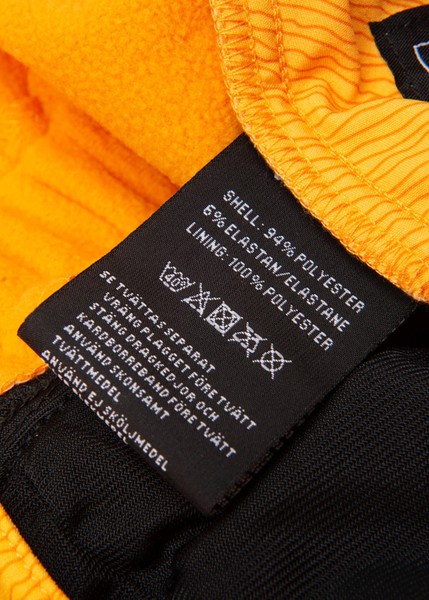 SHELL: 94% POLYESTER
6% ELASTAN/ELASTANE
LINING: 100% POLYESTER
40°
SE TVÄTTAS SEPARAT
VRÄNG PLAGGET FÖRE TVÄTT
STÄNG DRAGKEDJOR OCH
KARDBORREBAND FÖRE TVÄTT
ANVÄND SKONSAMT
TVÄTTMEDEL
ANVÄND EJ SKÖLJMEDEL